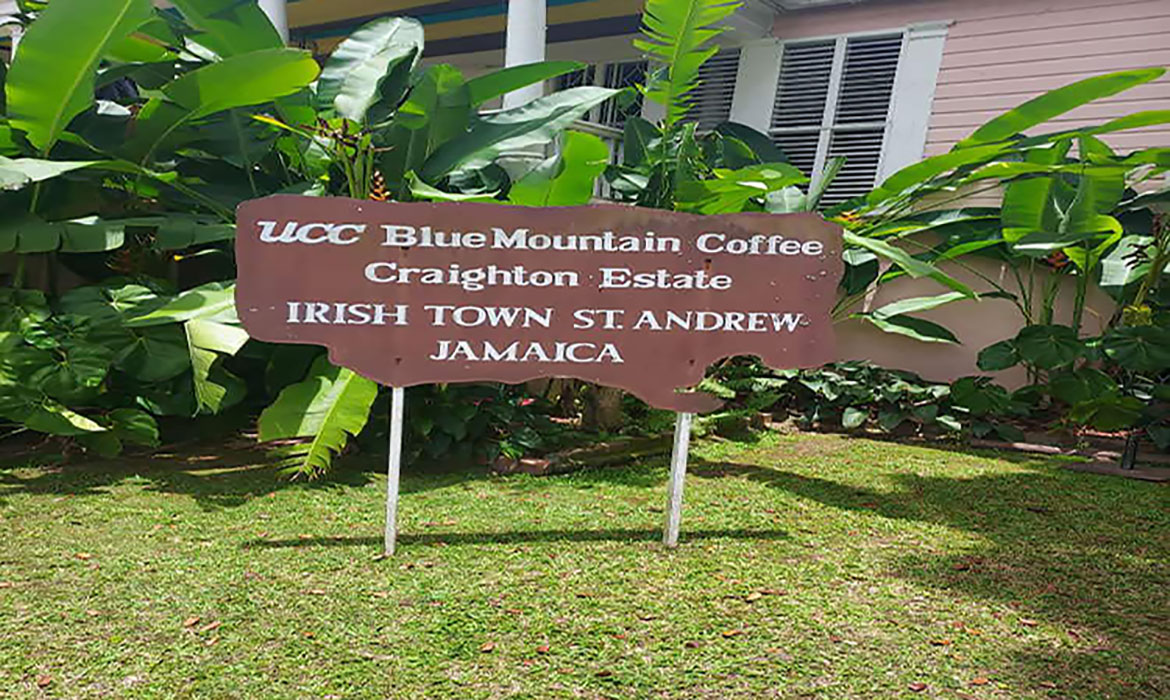 UCC Blue Mountain Coffee
Craighton Estate
IRISH TOWN ST. ANDREW
JAMAICA